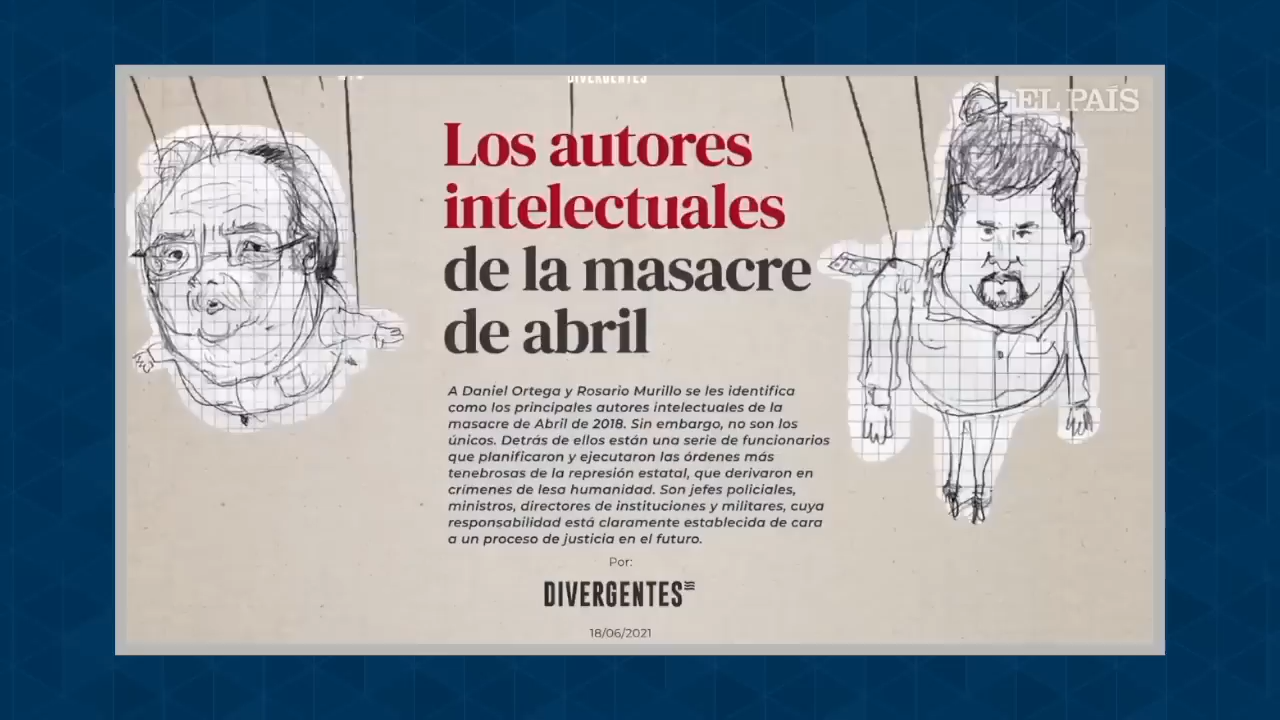 DIVERGENTES
EL PAÍS
Los autores
intelectuales
de la masacre
de abril
A Daniel Ortega y Rosario Murillo se les identifica
como los principales autores intelectuales de la
masacre de Abril de 2018. Sin embargo, no son los
únicos. Detrás de ellos están una serie de funcionarios
que planificaron y ejecutaron las órdenes más
tenebrosas de la represión estatal, que derivaron en
crímenes de lesa humanidad. Son jefes policiales,
ministros, directores de instituciones y militares, cuya
responsabilidad está claramente establecida de cara
a un proceso de justicia en el futuro.
Por:
DIVERGENTES
18/06/2021